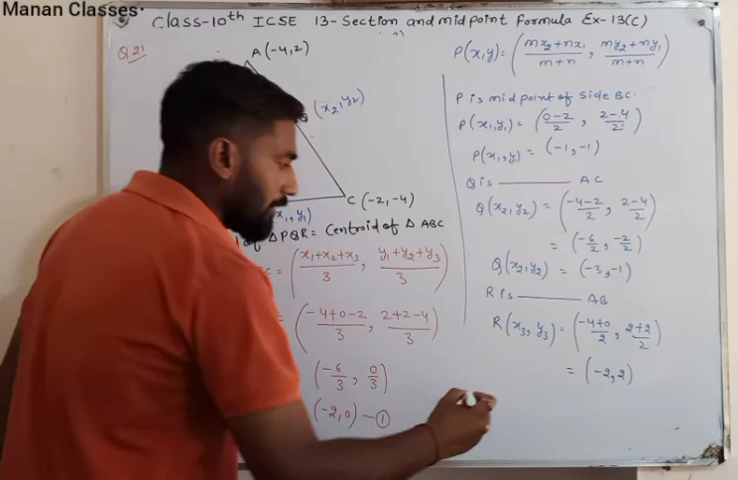 Manan Classes.
Class-10th ICSE 13-Section and midpoint formula Ex-13(C)
Q.21
A(-4,2)
(x2,y2)
C(-2,-4)
x1,y1)
of △PQR = Centroid of △ABC
= (x1+x2+x3/3, y1+y2+y3/3)
= (-4+0-2/3, 2+2-4/3)
(-6/3, 0/3)
(-2,0) —①
P(x,y) = (mx2+nx1/m+n, my2+ny1/m+n)
P is midpoint of side BC.
P(x1,y1) = (0-2/2, 2-4/2)
P(x1,y1) = (-1,-1)
Q is ——— AC
Q(x2,y2) = (-4-2/2, 2-4/2)
= (-6/2, -2/2)
Q(x2,y2) = (-3,-1)
R is ——— AB
R(x3,y3) = (-4+0/2, 2+2/2)
= (-2,2)